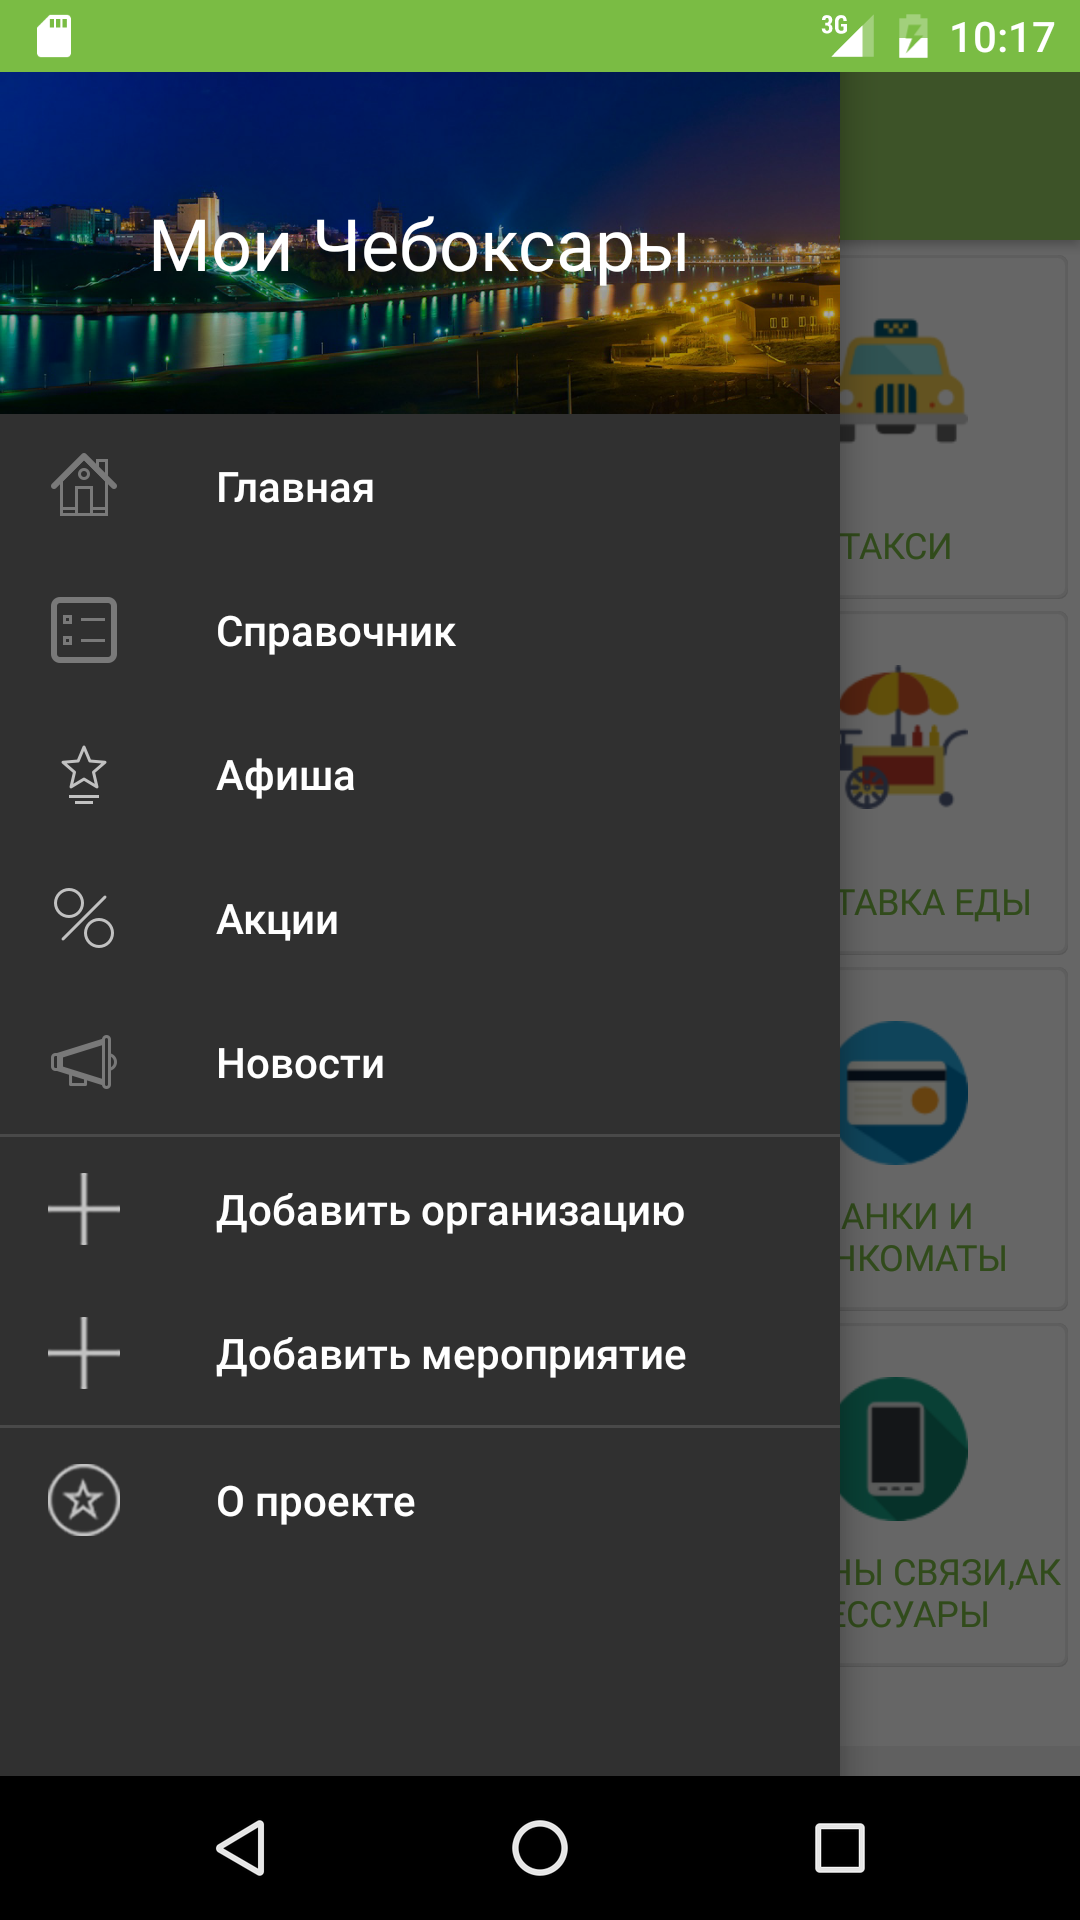 3G 10:17
Мои Чебоксары
Главная
ТАКСИ
Справочник
Афиша
Акции
ТАВКА ЕДЫ
Новости
Добавить организацию
АНКИ И
НКОМАТЫ
Добавить мероприятие
О проекте
НЫ СВЯЗИ,АК
ЕССУАРЫ